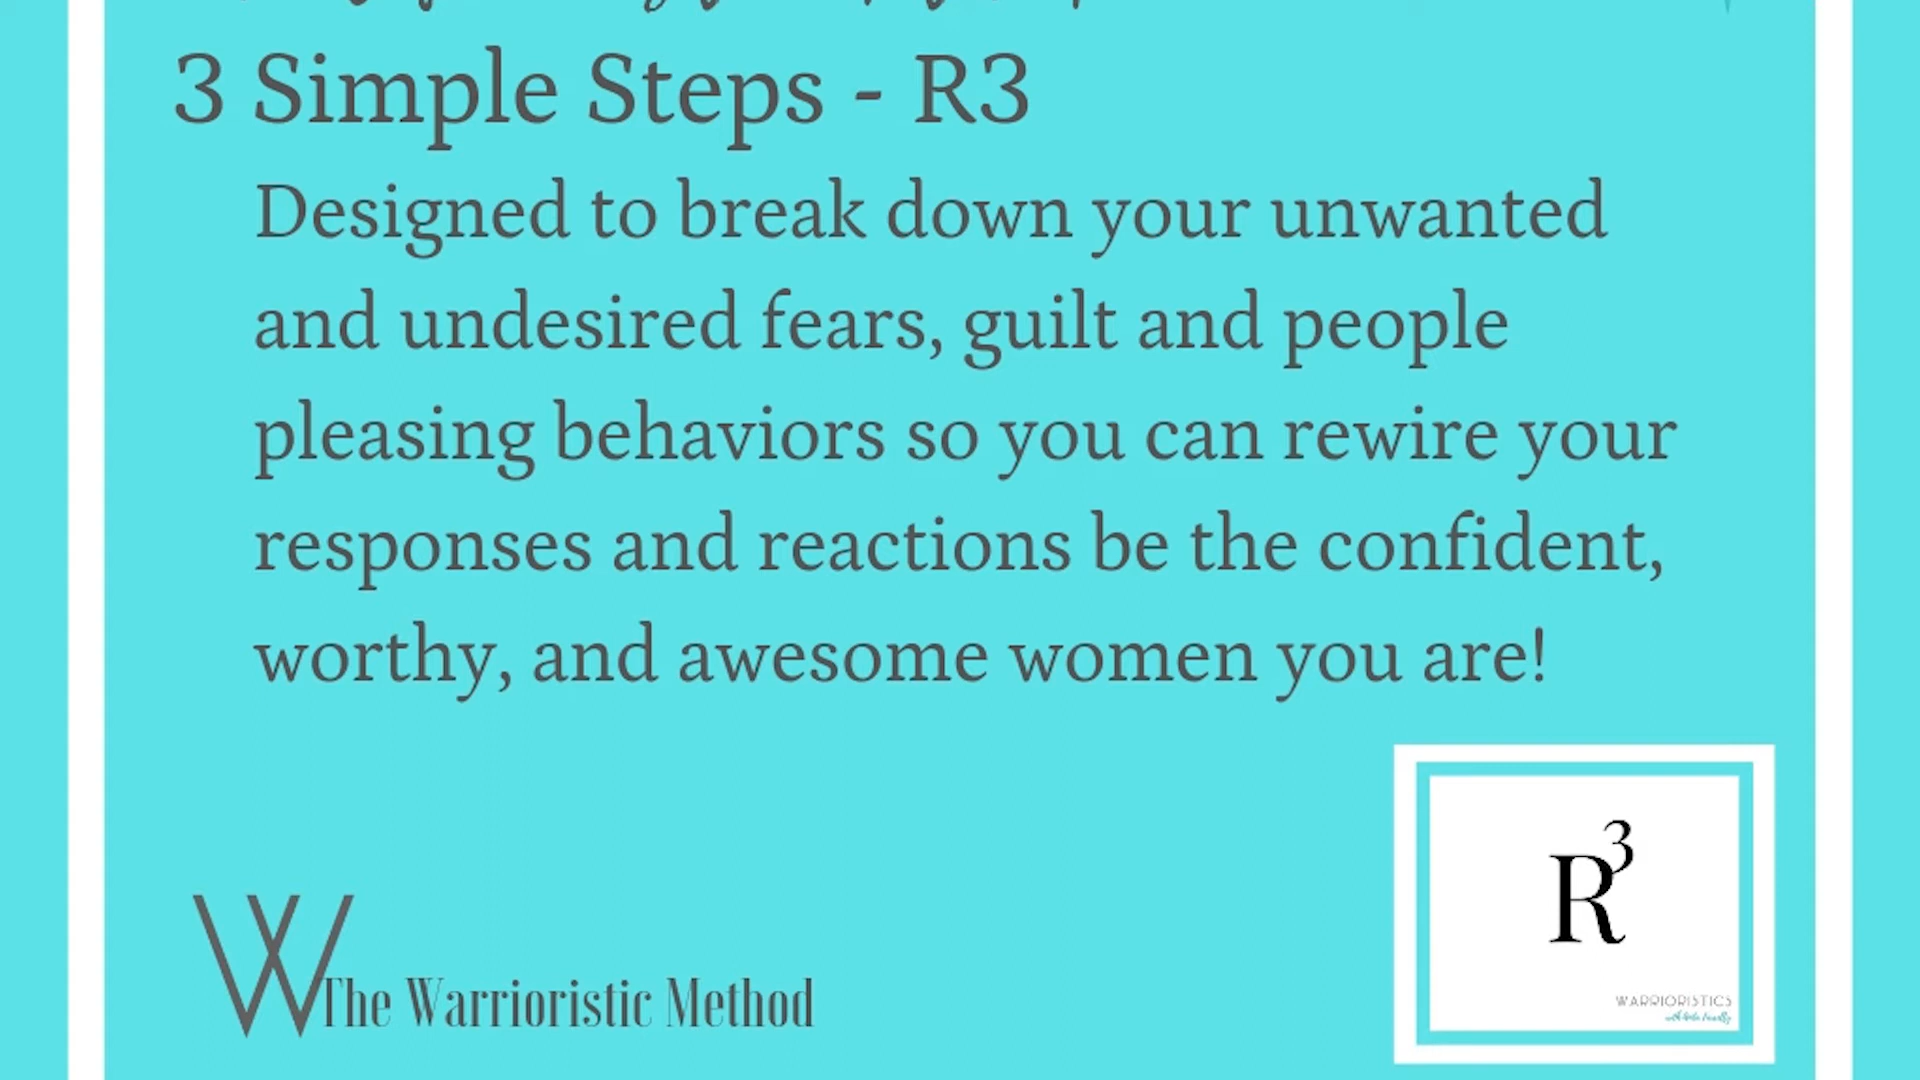 3 Simple Steps - R3
Designed to break down your unwanted
and undesired fears, guilt and people
pleasing behaviors so you can rewire your
responses and reactions be the confident,
worthy, and awesome women you are!
R³
WARRIORISTICS
W The Warrioristic Method